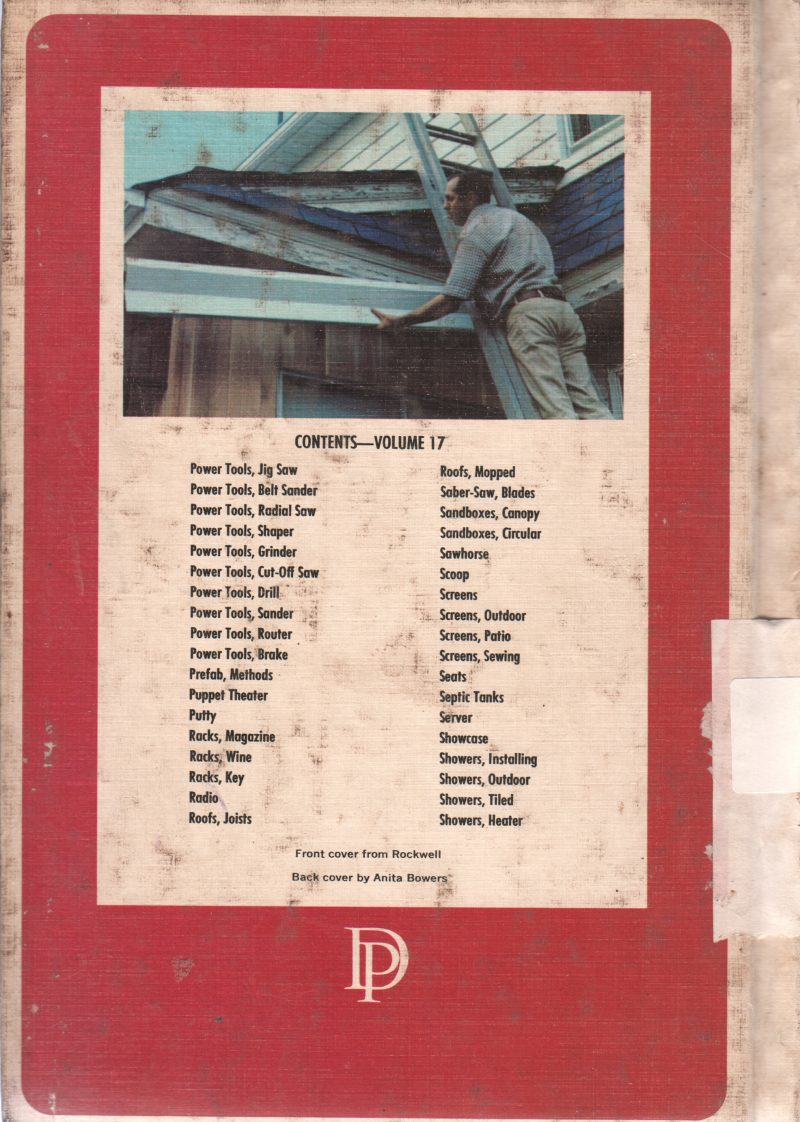 CONTENTS—VOLUME 17
Power Tools, Jig Saw
Power Tools, Belt Sander
Power Tools, Radial Saw
Power Tools, Shaper
Power Tools, Grinder
Power Tools, Cut-Off Saw
Power Tools, Drill
Power Tools, Sander
Power Tools, Router
Power Tools, Brake
Prefab, Methods
Puppet Theater
Putty
Racks, Magazine
Racks, Wine
Racks, Key
Radio
Roofs, Joists
Roofs, Mopped
Saber-Saw, Blades
Sandboxes, Canopy
Sandboxes, Circular
Sawhorse
Scoop
Screens
Screens, Outdoor
Screens, Patio
Screens, Sewing
Seats
Septic Tanks
Server
Showcase
Showers, Installing
Showers, Outdoor
Showers, Tiled
Showers, Heater
Front cover from Rockwell
Back cover by Anita Bowers
DP